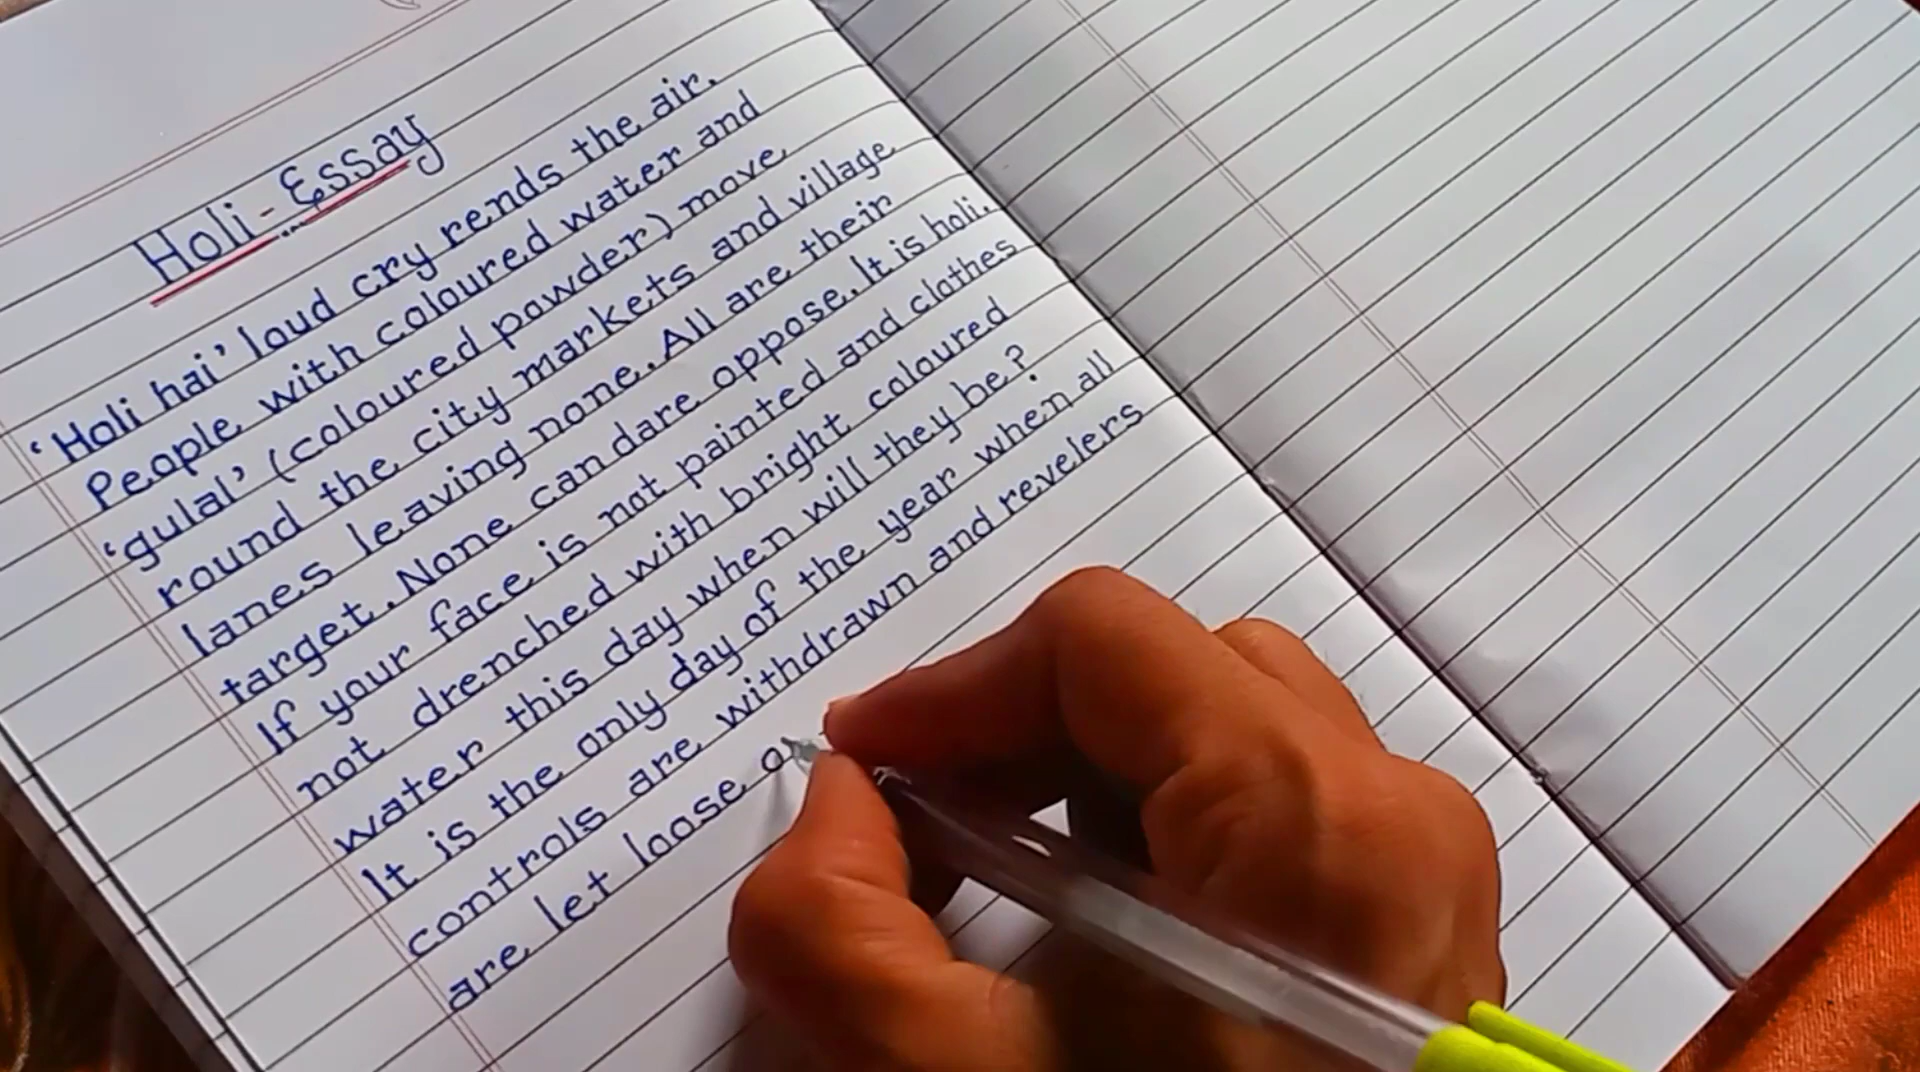 Holi - Essay
'Holi hai' loud cry rends the air.
People with coloured water and
'gulal' (coloured powder) move
round the city markets and village
lanes leaving none. All are their
target. None can dare oppose. It is holi.
If your face is not painted and clothes
not drenched with bright coloured
water this day when will they be?
It is the only day of the year when all
controls are withdrawn and revelers
are let loose